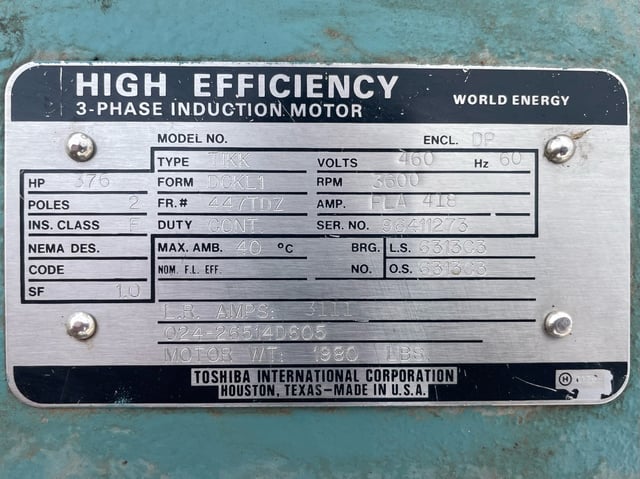 HIGH EFFICIENCY
3-PHASE INDUCTION MOTOR
WORLD ENERGY
MODEL NO. ENCL. DP
TYPE TIKK VOLTS 460 Hz 60
HP 376 FORM DCKL1 RPM 3600
POLES 2 FR.# 447TDZ AMP. FLA 418
INS. CLASS F DUTY CONT. SER. NO. 96411273
NEMA DES. MAX. AMB. 40 °C BRG. L.S. 6313C3
CODE NOM. F.L. EFF. NO. O.S. 6313C3
SF 1.0
L.R. AMPS: 3111
024-26514D605
MOTOR WT: 1980 LBS.
TOSHIBA INTERNATIONAL CORPORATION
HOUSTON, TEXAS—MADE IN U.S.A.
H